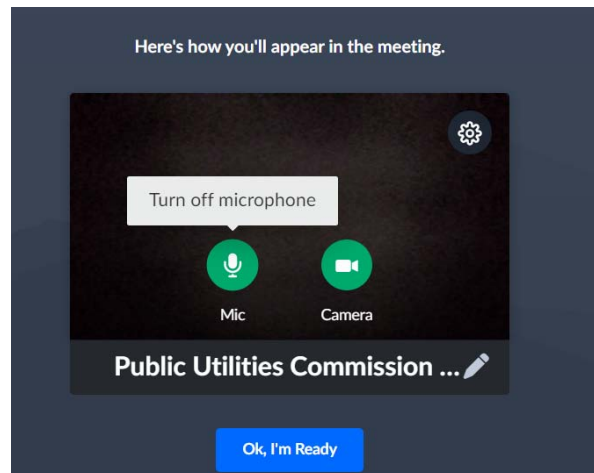 Here's how you'll appear in the meeting.
Turn off microphone
Mic
Camera
Public Utilities Commission ...
Ok, I'm Ready